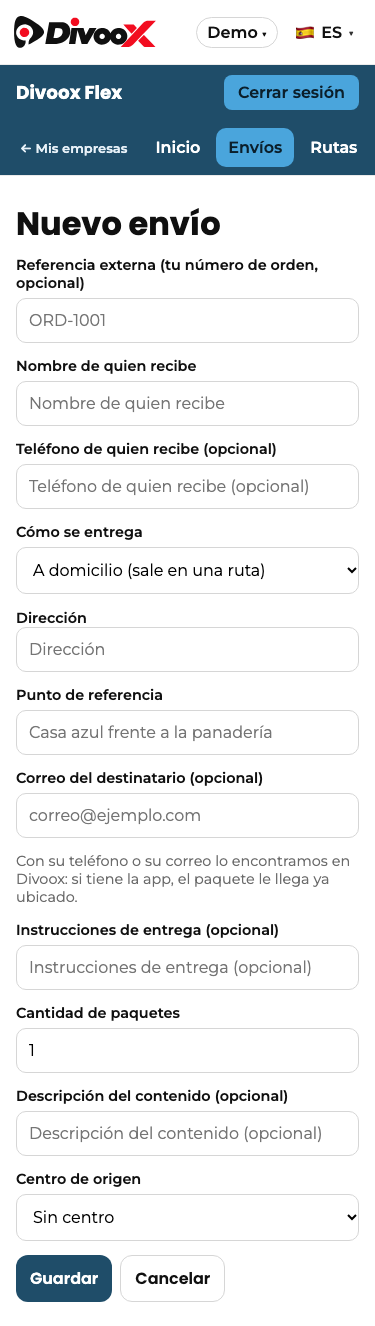 DivooX
Demo ▾
🇪🇸 ES ▾
Divoox Flex
Cerrar sesión
← Mis empresas
Inicio
Envíos
Rutas
Nuevo envío
Referencia externa (tu número de orden,
opcional)
ORD-1001
Nombre de quien recibe
Nombre de quien recibe
Teléfono de quien recibe (opcional)
Teléfono de quien recibe (opcional)
Cómo se entrega
A domicilio (sale en una ruta)
Dirección
Dirección
Punto de referencia
Casa azul frente a la panadería
Correo del destinatario (opcional)
correo@ejemplo.com
Con su teléfono o su correo lo encontramos en
Divoox: si tiene la app, el paquete le llega ya
ubicado.
Instrucciones de entrega (opcional)
Instrucciones de entrega (opcional)
Cantidad de paquetes
1
Descripción del contenido (opcional)
Descripción del contenido (opcional)
Centro de origen
Sin centro
Guardar
Cancelar